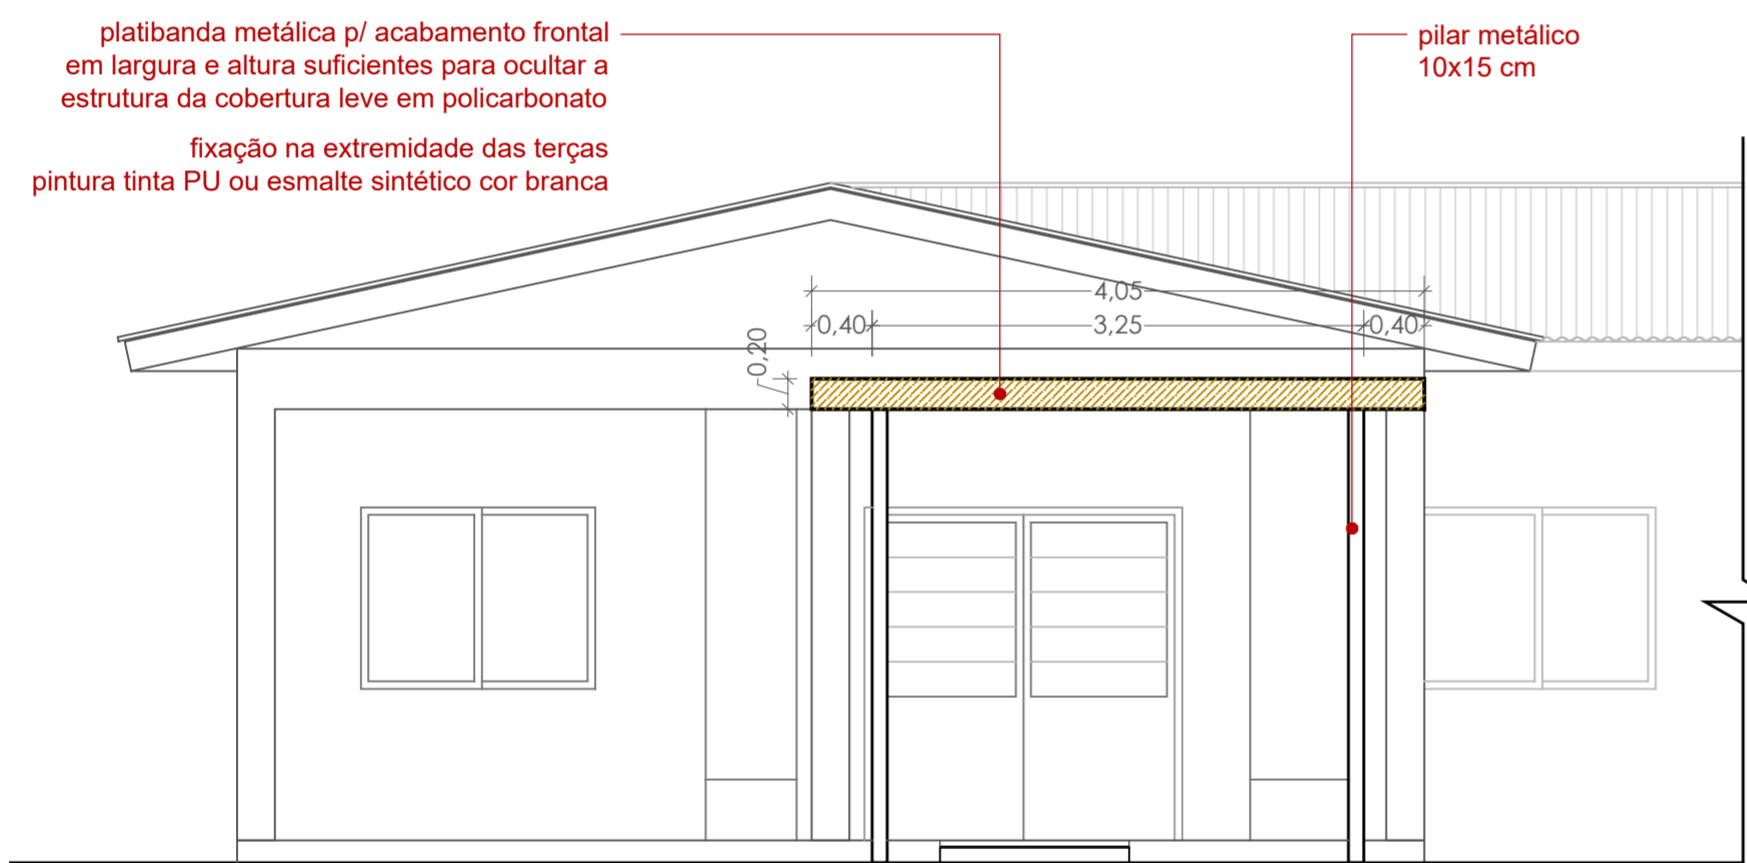 platibanda metálica p/ acabamento frontal
em largura e altura suficientes para ocultar a
estrutura da cobertura leve em policarbonato
fixação na extremidade das terças
pintura tinta PU ou esmalte sintético cor branca
pilar metálico
10x15 cm
4,05
0,40
3,25
0,40
0,20